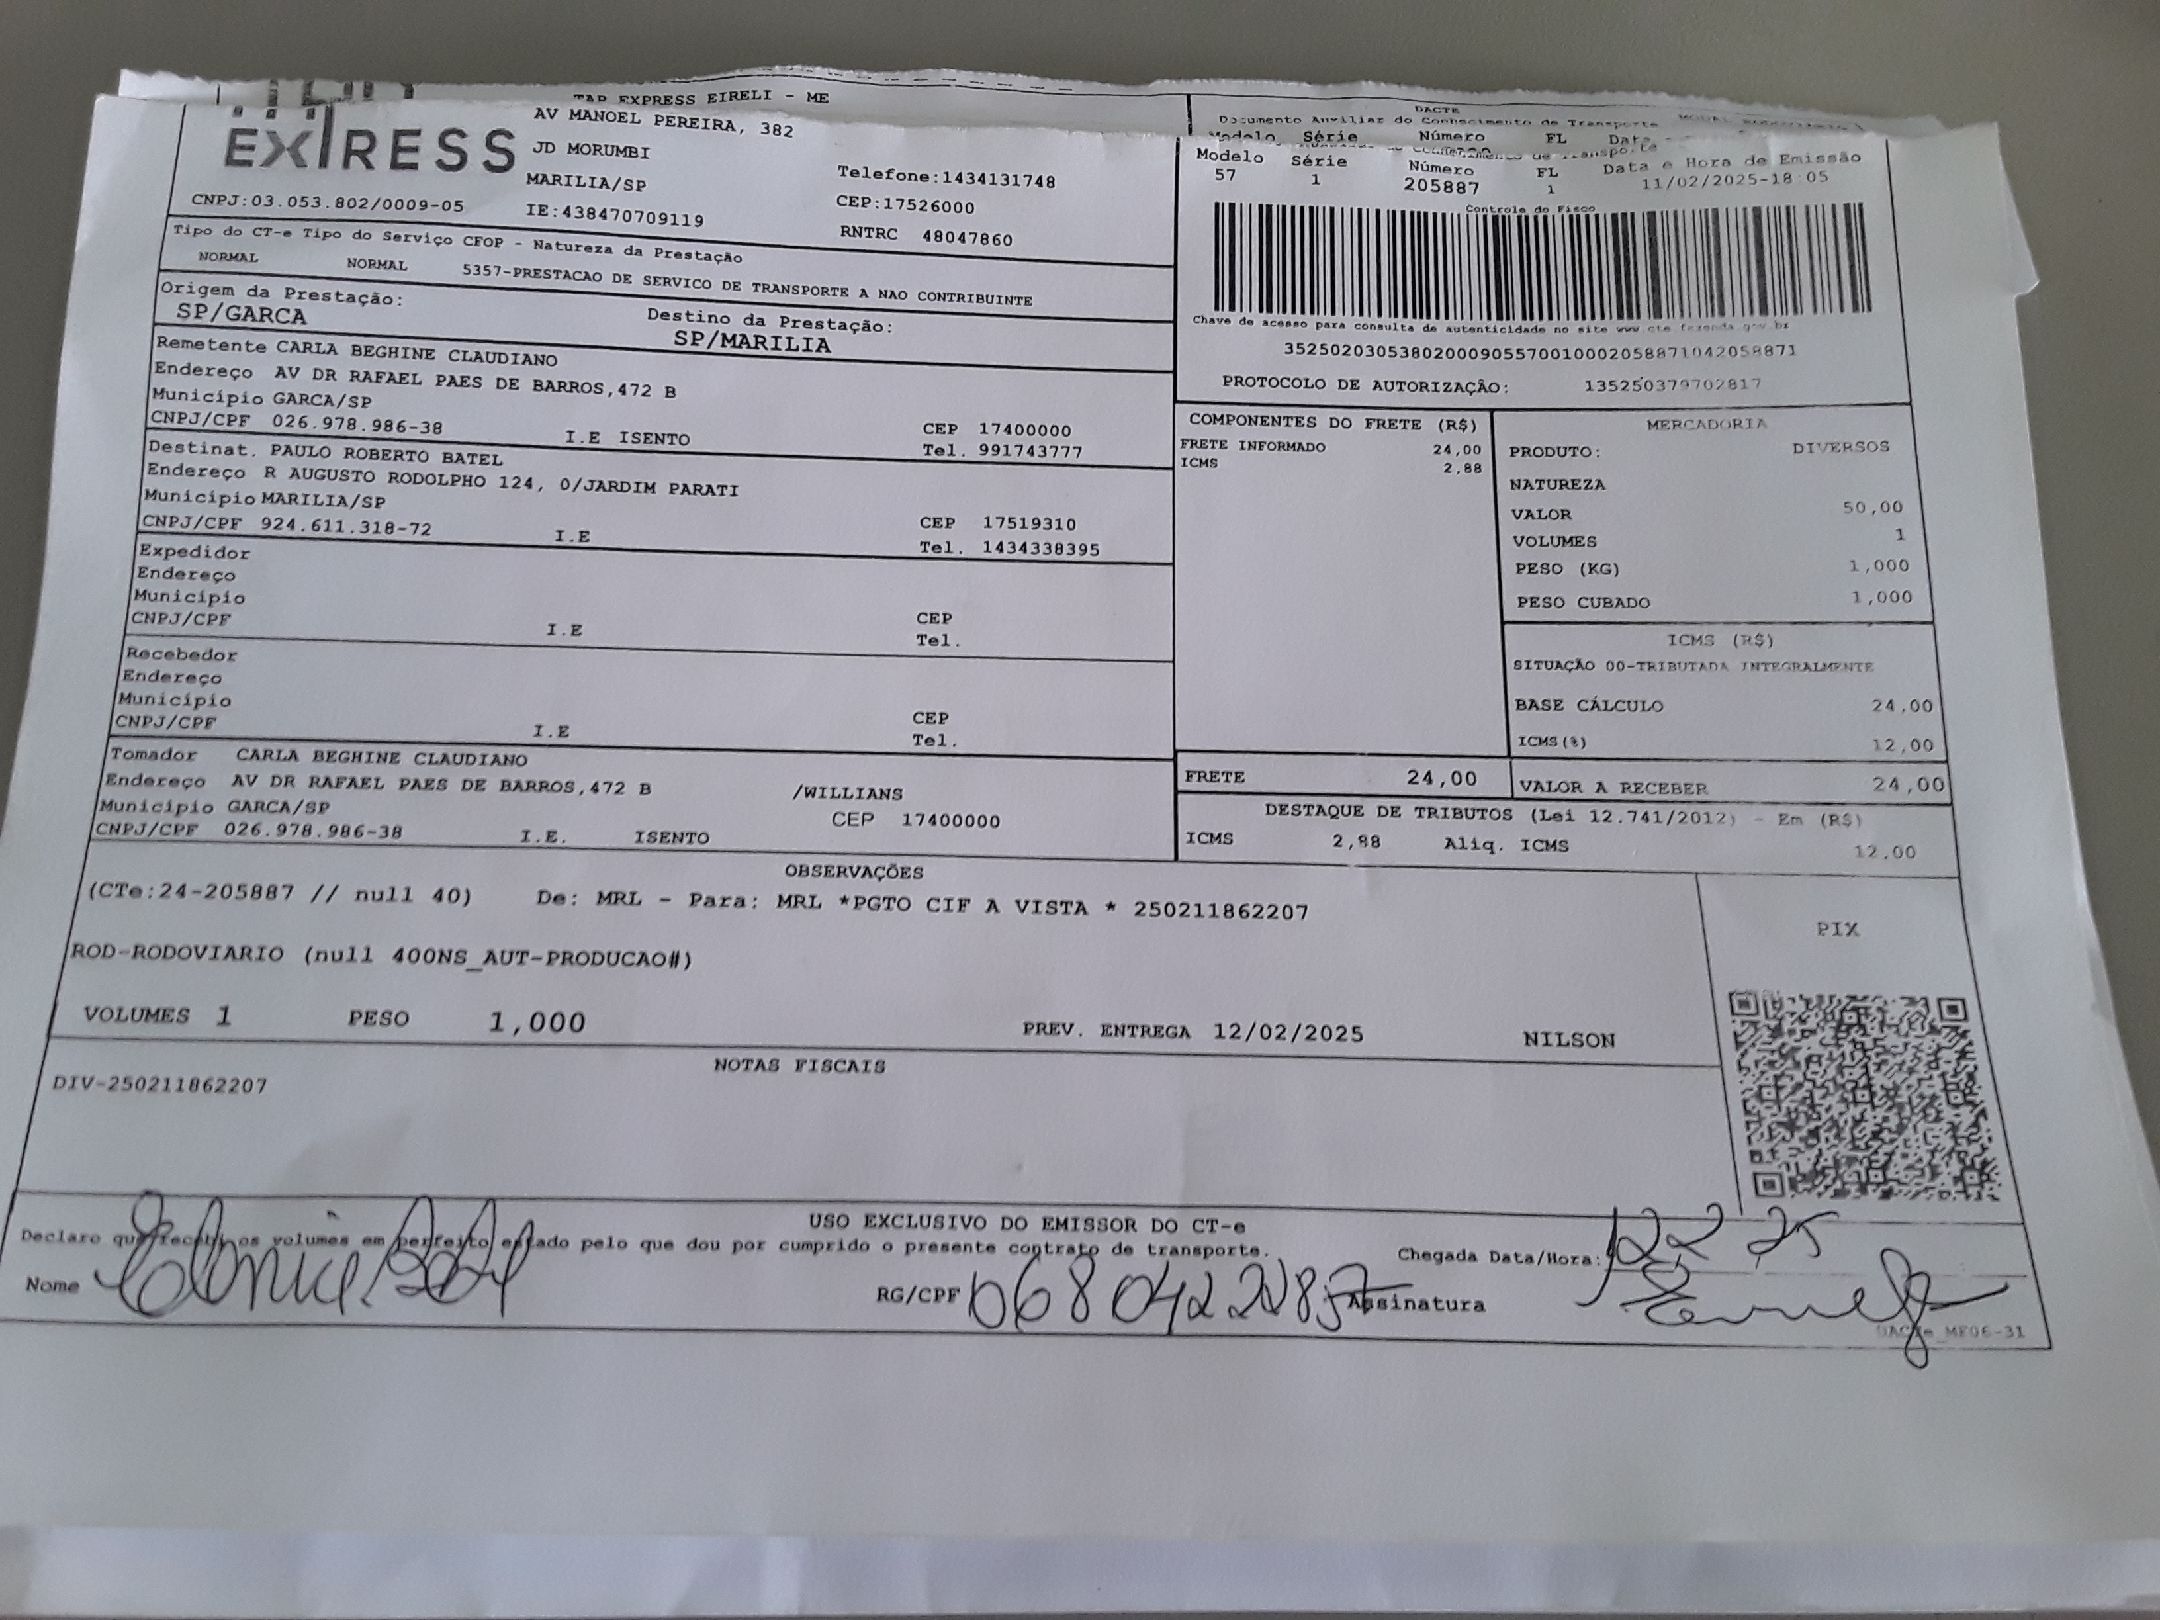 TAP EXPRESS EIRELI - ME
EXPRESS
AV MANOEL PEREIRA, 382
JD MORUMBI
MARILIA/SP
Telefone:1434131748
CNPJ:03.053.802/0009-05
IE:438470709119
CEP:17526000
RNTRC 48047860
DACTE
Documento Auxiliar do Conhecimento de Transporte
Modelo Série Número FL Data
Modelo Série Número FL Data e Hora de Emissão
57 1 205887 1 11/02/2025-18:05
Controle do Fisco
Chave de acesso para consulta de autenticidade no site www.cte.fazenda.gov.br
35250203053802000905570010002058871042058871
PROTOCOLO DE AUTORIZAÇÃO: 135250379702817
Tipo do CT-e Tipo do Serviço CFOP - Natureza da Prestação
NORMAL NORMAL 5357-PRESTACAO DE SERVICO DE TRANSPORTE A NAO CONTRIBUINTE
Origem da Prestação: Destino da Prestação:
SP/GARCA SP/MARILIA
Remetente CARLA BEGHINE CLAUDIANO
Endereço AV DR RAFAEL PAES DE BARROS,472 B
Município GARCA/SP CEP 17400000
CNPJ/CPF 026.978.986-38 I.E ISENTO Tel. 991743777
Destinat. PAULO ROBERTO BATEL
Endereço R AUGUSTO RODOLPHO 124, 0/JARDIM PARATI
Município MARILIA/SP CEP 17519310
CNPJ/CPF 924.611.318-72 I.E Tel. 1434338395
Expedidor
Endereço
Município CEP
CNPJ/CPF I.E Tel.
Recebedor
Endereço
Município CEP
CNPJ/CPF I.E Tel.
Tomador CARLA BEGHINE CLAUDIANO
Endereço AV DR RAFAEL PAES DE BARROS,472 B /WILLIANS
Município GARCA/SP CEP 17400000
CNPJ/CPF 026.978.986-38 I.E. ISENTO
COMPONENTES DO FRETE (R$)
FRETE INFORMADO 24,00
ICMS 2,88
MERCADORIA
PRODUTO: DIVERSOS
NATUREZA
VALOR 50,00
VOLUMES 1
PESO (KG) 1,000
PESO CUBADO 1,000
ICMS (R$)
SITUAÇÃO 00-TRIBUTADA INTEGRALMENTE
BASE CÁLCULO 24,00
ICMS(%) 12,00
FRETE 24,00 VALOR A RECEBER 24,00
DESTAQUE DE TRIBUTOS (Lei 12.741/2012) - Em (R$)
ICMS 2,88 Aliq. ICMS 12,00
OBSERVAÇÕES
(CTe:24-205887 // null 40) De: MRL - Para: MRL *PGTO CIF A VISTA * 250211862207
ROD-RODOVIARIO (null 400NS_AUT-PRODUCAO#)
VOLUMES 1 PESO 1,000 PREV. ENTREGA 12/02/2025 NILSON
PIX
NOTAS FISCAIS
DIV-250211862207
USO EXCLUSIVO DO EMISSOR DO CT-e
Declaro que recebi os volumes em perfeito estado pelo que dou por cumprido o presente contrato de transporte.
Chegada Data/Hora: 12 2 25
Nome
RG/CPF Assinatura
DACTe_MF06-31